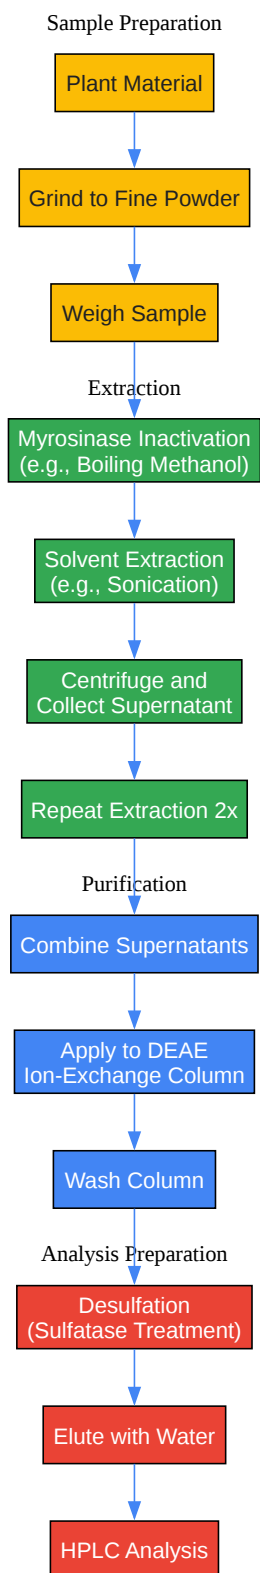 Sample Preparation
Plant Material
Grind to Fine Powder
Weigh Sample
Extraction
Myrosinase Inactivation
(e.g., Boiling Methanol)
Solvent Extraction
(e.g., Sonication)
Centrifuge and
Collect Supernatant
Repeat Extraction 2x
Purification
Combine Supernatants
Apply to DEAE
Ion-Exchange Column
Wash Column
Analysis Preparation
Desulfation
(Sulfatase Treatment)
Elute with Water
HPLC Analysis